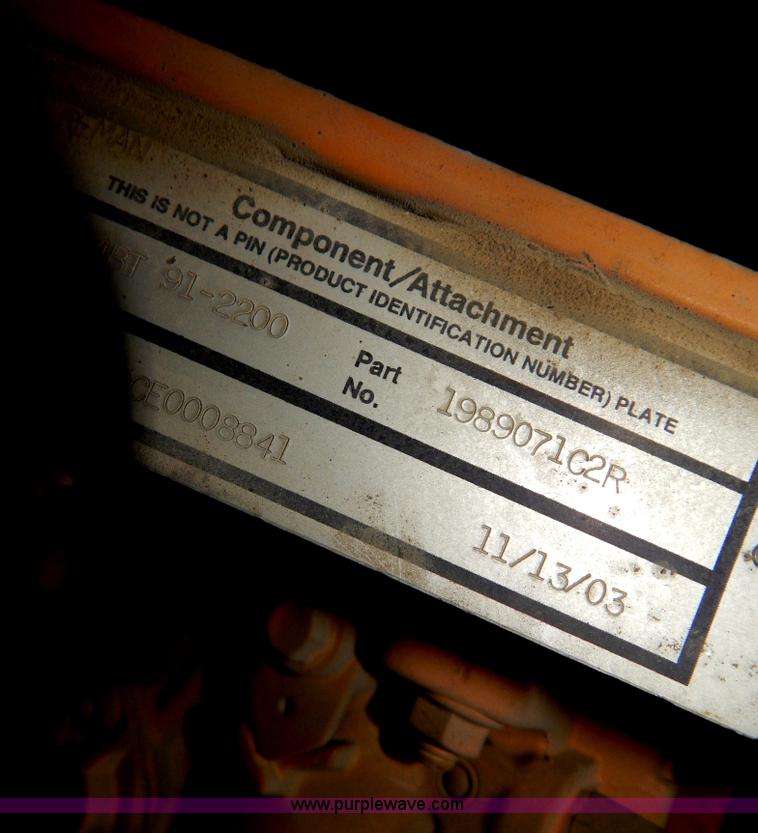 Component/Attachment
THIS IS NOT A PIN (PRODUCT IDENTIFICATION NUMBER) PLATE
91-2200
Part No. 1989071C2R
CE0008841
11/13/03
www.purplewave.com